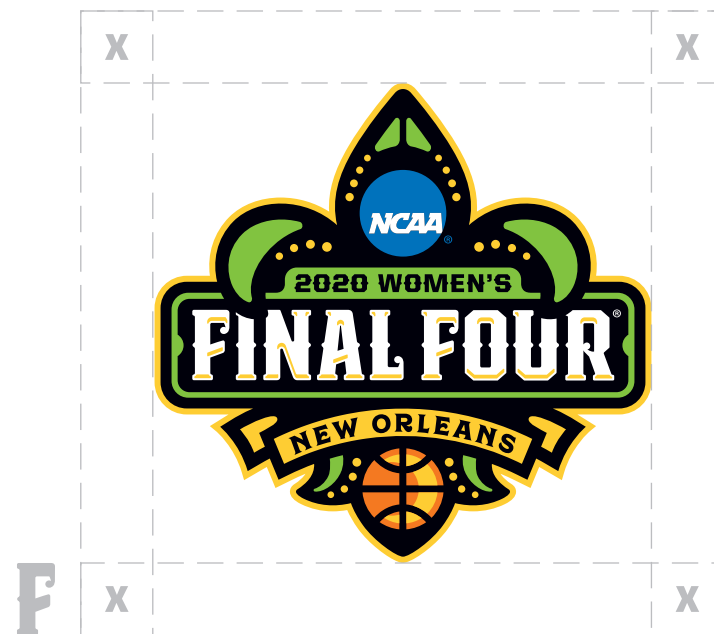 X X
NCAA®
2020 WOMEN'S
FINAL FOUR®
NEW ORLEANS
F X X